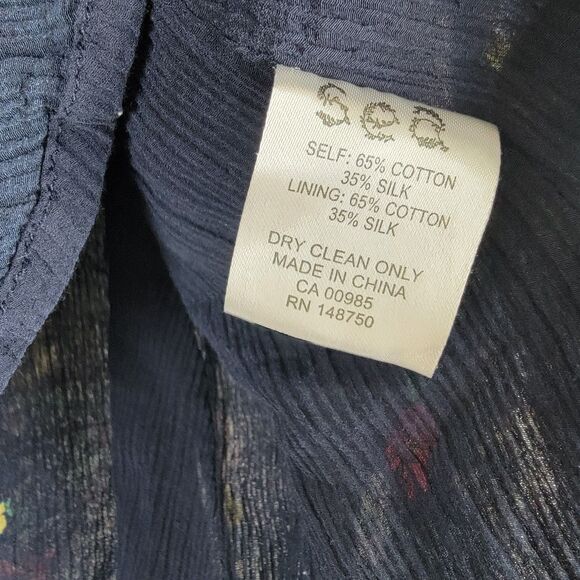 SELF: 65% COTTON
35% SILK
LINING: 65% COTTON
35% SILK
DRY CLEAN ONLY
MADE IN CHINA
CA 00985
RN 148750